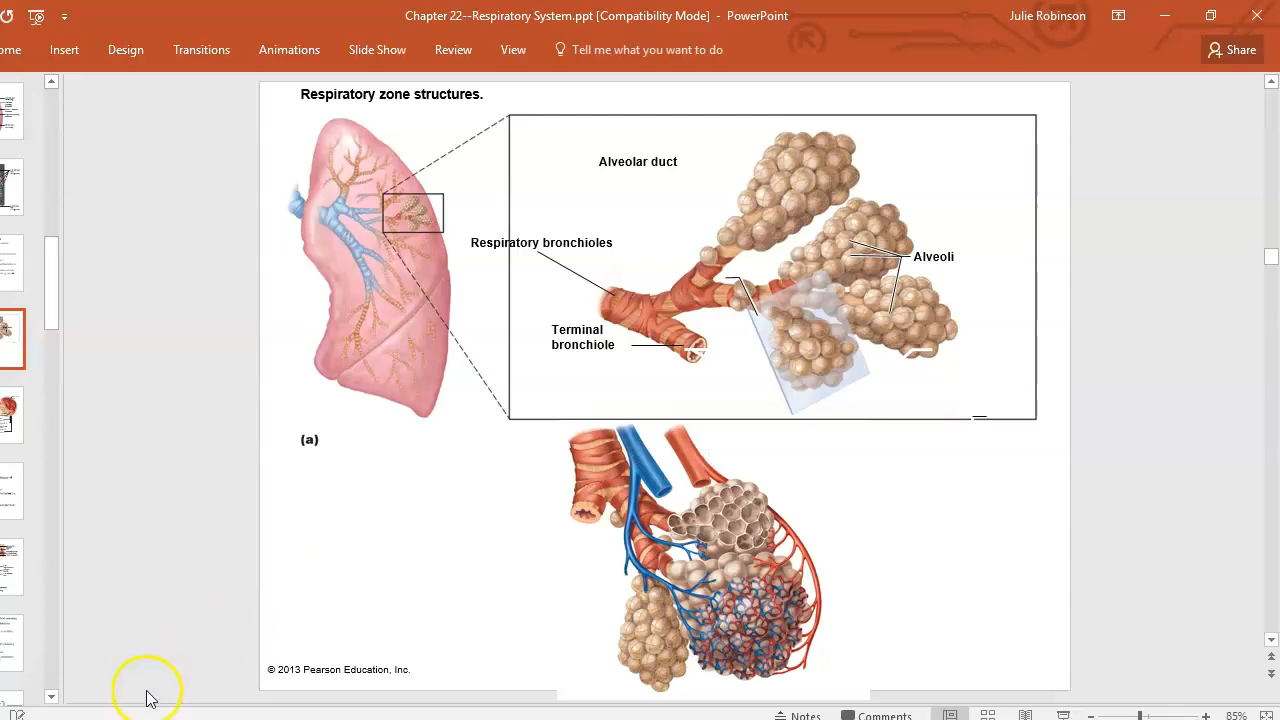 Chapter 22--Respiratory System.ppt [Compatibility Mode] - PowerPoint
Julie Robinson
ome
Insert
Design
Transitions
Animations
Slide Show
Review
View
Tell me what you want to do
Share
Respiratory zone structures.
Alveolar duct
Respiratory bronchioles
Alveoli
Terminal
bronchiole
(a)
© 2013 Pearson Education, Inc.
Notes
Comments
85%